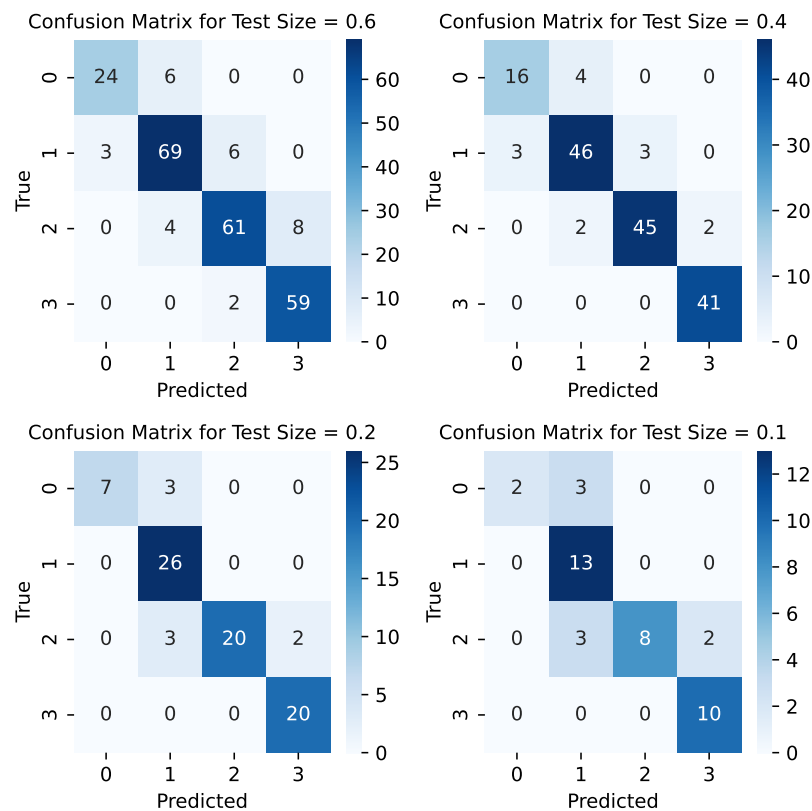 Confusion Matrix for Test Size = 0.6
0 24 6 0 0
1 3 69 6 0
2 0 4 61 8
3 0 0 2 59
0 1 2 3
Predicted
True
60
50
40
30
20
10
0
Confusion Matrix for Test Size = 0.4
0 16 4 0 0
1 3 46 3 0
2 0 2 45 2
3 0 0 0 41
0 1 2 3
Predicted
True
40
30
20
10
0
Confusion Matrix for Test Size = 0.2
0 7 3 0 0
1 0 26 0 0
2 0 3 20 2
3 0 0 0 20
0 1 2 3
Predicted
True
25
20
15
10
5
0
Confusion Matrix for Test Size = 0.1
0 2 3 0 0
1 0 13 0 0
2 0 3 8 2
3 0 0 0 10
0 1 2 3
Predicted
True
12
10
8
6
4
2
0